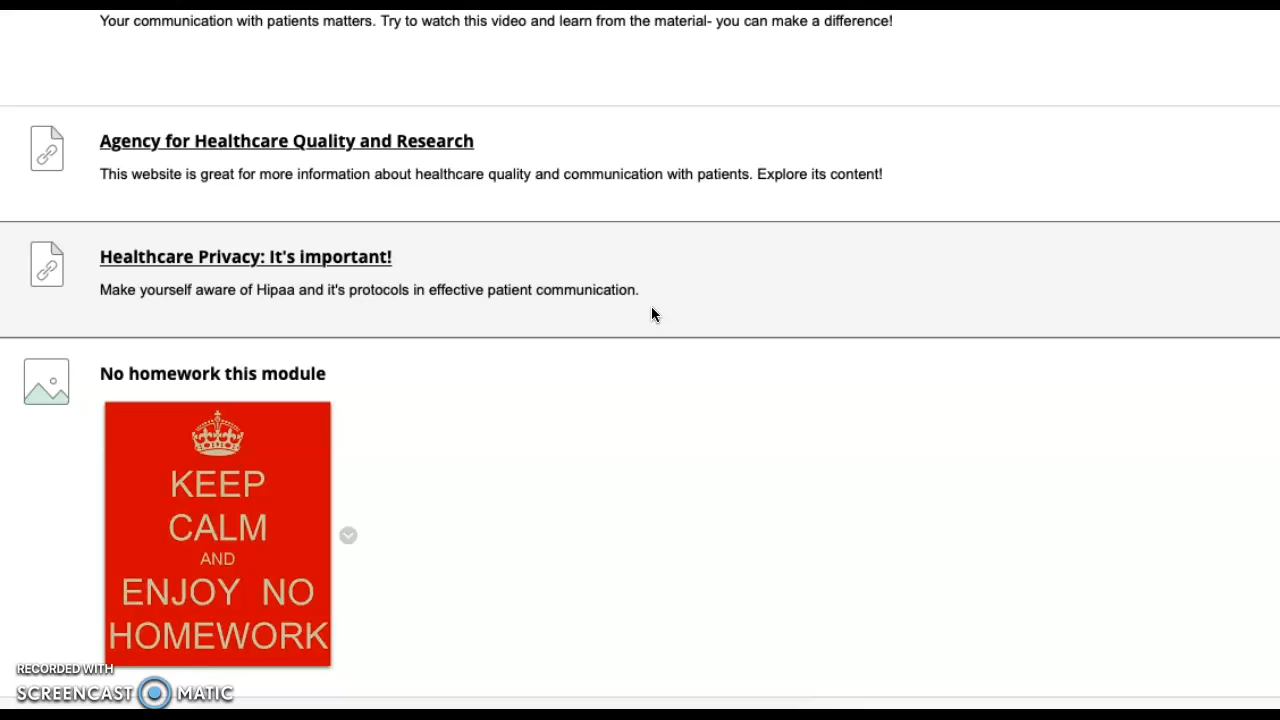 Your communication with patients matters. Try to watch this video and learn from the material- you can make a difference!
Agency for Healthcare Quality and Research
This website is great for more information about healthcare quality and communication with patients. Explore its content!
Healthcare Privacy: It's important!
Make yourself aware of Hipaa and it's protocols in effective patient communication.
No homework this module
KEEP
CALM
AND
ENJOY NO
HOMEWORK
RECORDED WITH
SCREENCAST MATIC